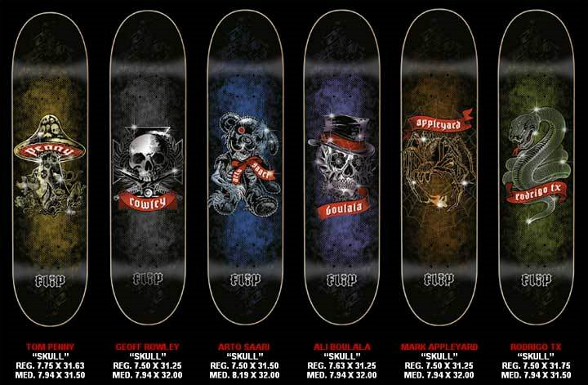 Penny
rowley
arto saari
boulala
appleyard
rodrigo tx
FLIP
FLIP
FLIP
FLIP
FLIP
FLIP
TOM PENNY
"SKULL"
REG. 7.75 X 31.63
MED. 7.94 X 31.50
GEOFF ROWLEY
"SKULL"
REG. 7.50 X 31.25
MED. 7.94 X 32.00
ARTO SAARI
"SKULL"
REG. 7.50 X 31.50
MED. 8.19 X 32.00
ALI BOULALA
"SKULL"
REG. 7.63 X 31.25
MED. 7.94 X 32.00
MARK APPLEYARD
"SKULL"
REG. 7.50 X 31.25
MED. 7.94 X 32.00
RODRIGO TX
"SKULL"
REG. 7.75 X 31.75
MED. 7.94 X 31.50